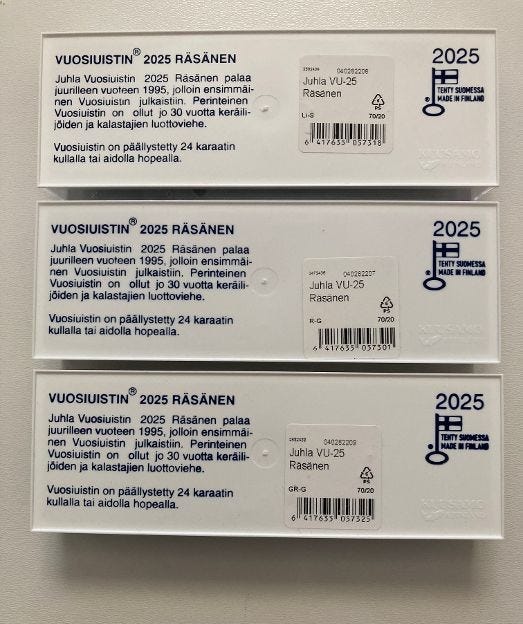 VUOSIUISTIN® 2025 RÄSÄNEN
Juhla Vuosiuistin 2025 Räsänen palaa
juurilleen vuoteen 1995, jolloin ensimmäi-
nen Vuosiuistin julkaistiin. Perinteinen
Vuosiuistin on ollut jo 30 vuotta keräili-
jöiden ja kalastajien luottoviehe.
Vuosiuistin on päällystetty 24 karaatin
kullalla tai aidolla hopealla.
040282208
Juhla VU-25
Räsänen
PS
Li-S
70/20
6 417635 057318
2025
TEHTY SUOMESSA
MADE IN FINLAND
KUUSAMO
VUOSIUISTIN® 2025 RÄSÄNEN
Juhla Vuosiuistin 2025 Räsänen palaa
juurilleen vuoteen 1995, jolloin ensimmäi-
nen Vuosiuistin julkaistiin. Perinteinen
Vuosiuistin on ollut jo 30 vuotta keräili-
jöiden ja kalastajien luottoviehe.
Vuosiuistin on päällystetty 24 karaatin
kullalla tai aidolla hopealla.
040282207
Juhla VU-25
Räsänen
PS
R-G
70/20
6 417635 057301
2025
TEHTY SUOMESSA
MADE IN FINLAND
KUUSAMO
VUOSIUISTIN® 2025 RÄSÄNEN
Juhla Vuosiuistin 2025 Räsänen palaa
juurilleen vuoteen 1995, jolloin ensimmäi-
nen Vuosiuistin julkaistiin. Perinteinen
Vuosiuistin on ollut jo 30 vuotta keräili-
jöiden ja kalastajien luottoviehe.
Vuosiuistin on päällystetty 24 karaatin
kullalla tai aidolla hopealla.
040282209
Juhla VU-25
Räsänen
PS
GR-G
70/20
6 417635 057325
2025
TEHTY SUOMESSA
MADE IN FINLAND
KUUSAMO